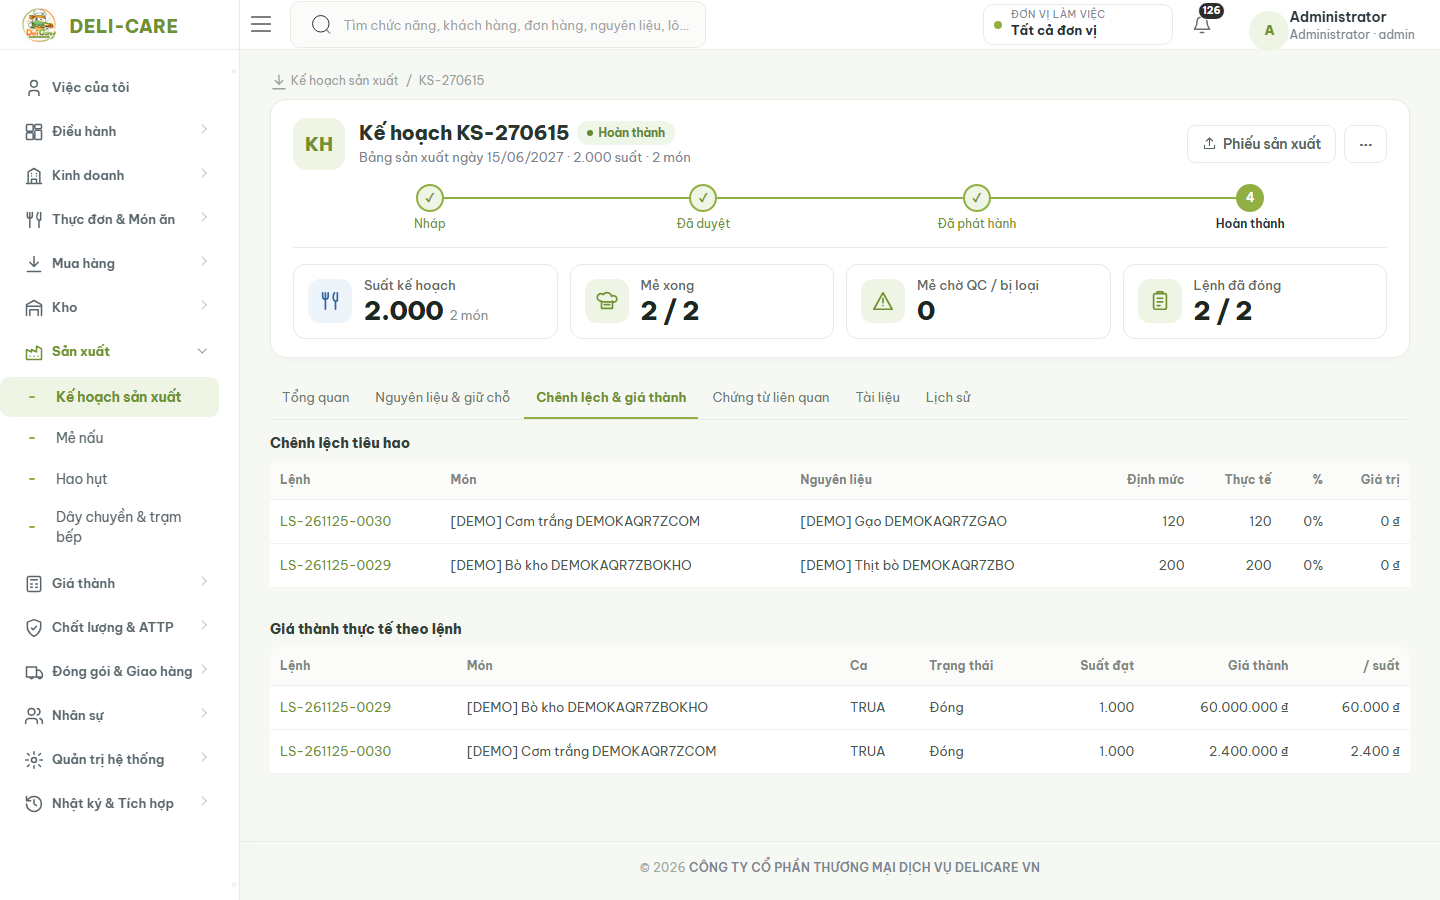 DELI-CARE
Tìm chức năng, khách hàng, đơn hàng, nguyên liệu, lô...
ĐƠN VỊ LÀM VIỆC
Tất cả đơn vị
126
A
Administrator
Administrator · admin
Việc của tôi
Điều hành
Kinh doanh
Thực đơn & Món ăn
Mua hàng
Kho
Sản xuất
- Kế hoạch sản xuất
- Mẻ nấu
- Hao hụt
- Dây chuyền & trạm bếp
Giá thành
Chất lượng & ATTP
Đóng gói & Giao hàng
Nhân sự
Quản trị hệ thống
Nhật ký & Tích hợp
Kế hoạch sản xuất / KS-270615
KH
Kế hoạch KS-270615
Hoàn thành
Bảng sản xuất ngày 15/06/2027 · 2.000 suất · 2 món
Phiếu sản xuất
...
Nháp
Đã duyệt
Đã phát hành
4
Hoàn thành
Suất kế hoạch
2.000 2 món
Mẻ xong
2 / 2
Mẻ chờ QC / bị loại
0
Lệnh đã đóng
2 / 2
Tổng quan
Nguyên liệu & giữ chỗ
Chênh lệch & giá thành
Chứng từ liên quan
Tài liệu
Lịch sử
Chênh lệch tiêu hao
Lệnh Món Nguyên liệu Định mức Thực tế % Giá trị
LS-261125-0030 [DEMO] Cơm trắng DEMOKAQR7ZCOM [DEMO] Gạo DEMOKAQR7ZGAO 120 120 0% 0 ₫
LS-261125-0029 [DEMO] Bò kho DEMOKAQR7ZBOKHO [DEMO] Thịt bò DEMOKAQR7ZBO 200 200 0% 0 ₫
Giá thành thực tế theo lệnh
Lệnh Món Ca Trạng thái Suất đạt Giá thành / suất
LS-261125-0029 [DEMO] Bò kho DEMOKAQR7ZBOKHO TRUA Đóng 1.000 60.000.000 ₫ 60.000 ₫
LS-261125-0030 [DEMO] Cơm trắng DEMOKAQR7ZCOM TRUA Đóng 1.000 2.400.000 ₫ 2.400 ₫
© 2026 CÔNG TY CỔ PHẦN THƯƠNG MẠI DỊCH VỤ DELICARE VN